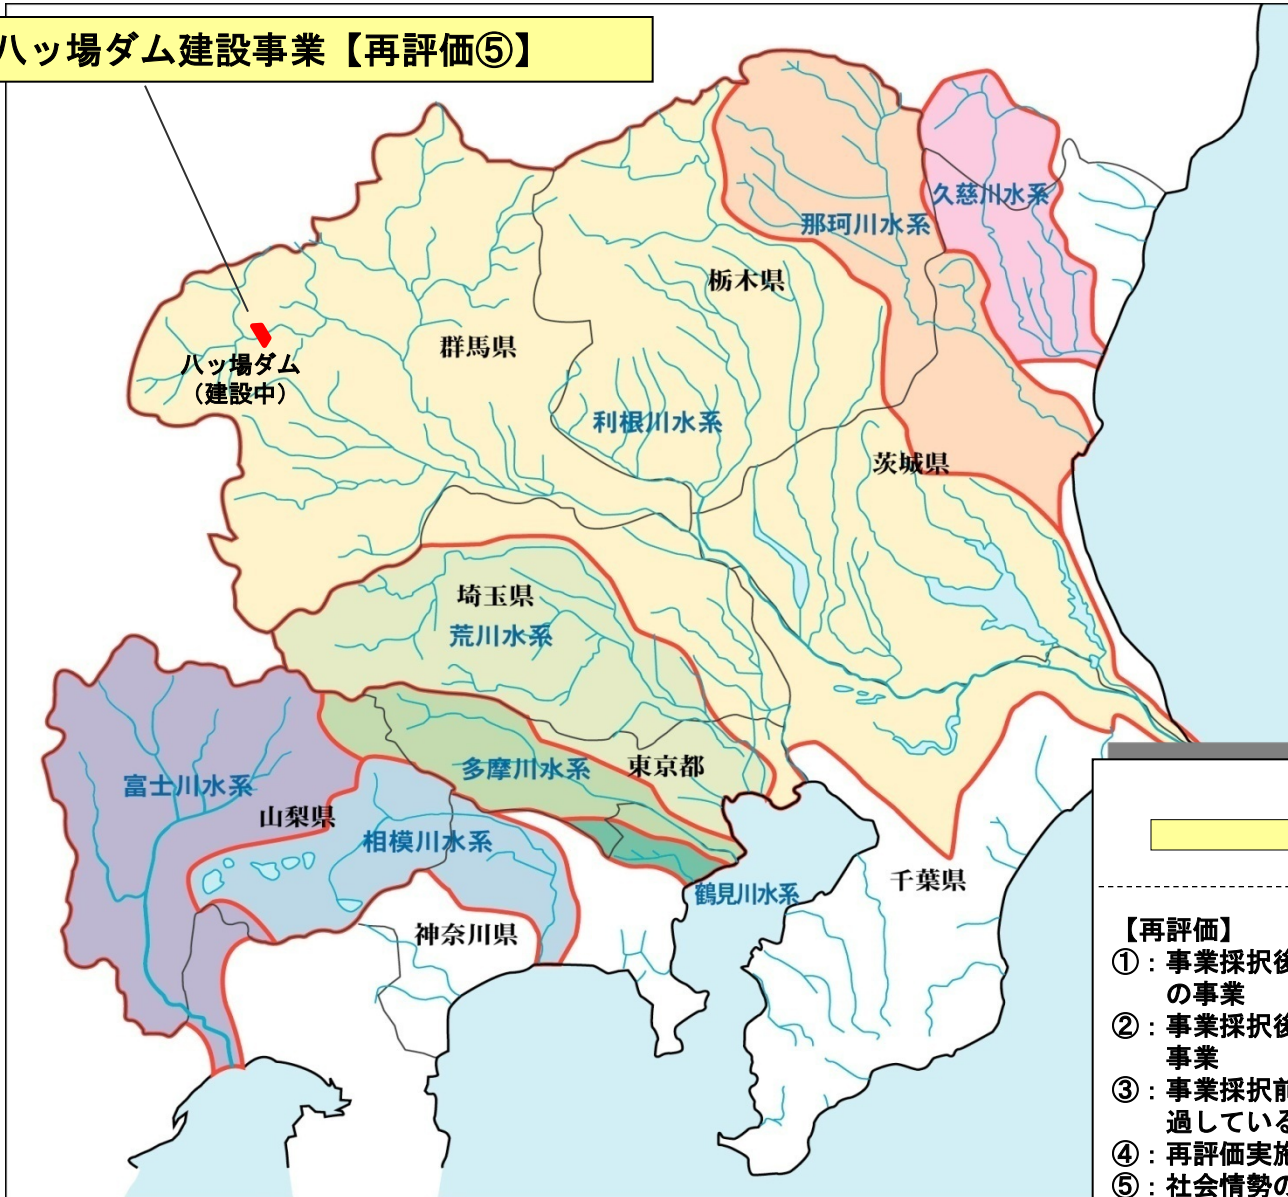 八ッ場ダム建設事業【再評価⑤】
久慈川水系
那珂川水系
栃木県
群馬県
八ッ場ダム
（建設中）
利根川水系
茨城県
埼玉県
荒川水系
富士川水系
多摩川水系
東京都
山梨県
相模川水系
千葉県
鶴見川水系
神奈川県
【再評価】
①：事業採択後
の事業
②：事業採択後
事業
③：事業採択前
過している
④：再評価実施
⑤：社会情勢の